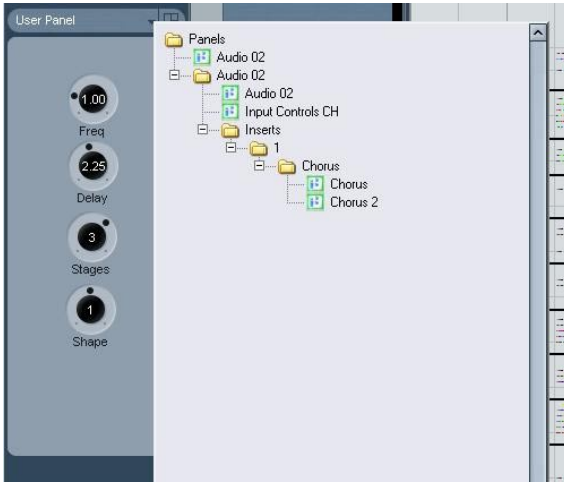 User Panel
1.00
Freq
2.25
Delay
3
Stages
1
Shape
Panels
Audio 02
Audio 02
Audio 02
Input Controls CH
Inserts
1
Chorus
Chorus
Chorus 2